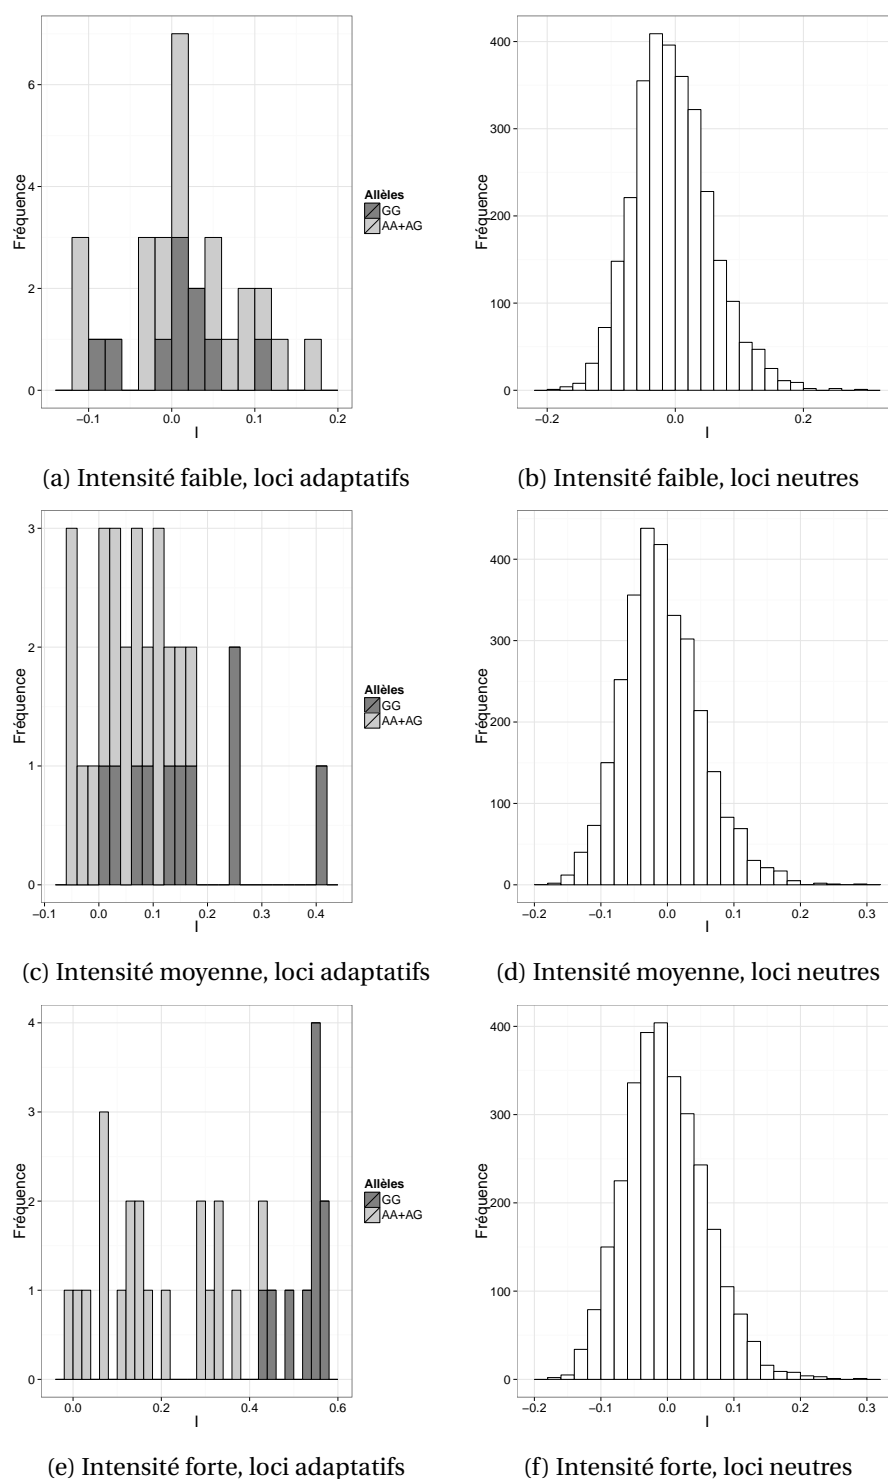 6
4
2
0
Fréquence
−0.1
0.0
0.1
0.2
I
Allèles
GG
AA+AG
400
300
200
100
0
Fréquence
−0.2
0.0
0.2
I
(a) Intensité faible, loci adaptatifs
(b) Intensité faible, loci neutres
3
2
1
0
Fréquence
−0.1
0.0
0.1
0.2
0.3
0.4
I
Allèles
GG
AA+AG
400
300
200
100
0
Fréquence
−0.2
−0.1
0.0
0.1
0.2
0.3
I
(c) Intensité moyenne, loci adaptatifs
(d) Intensité moyenne, loci neutres
4
3
2
1
0
Fréquence
0.0
0.2
0.4
0.6
I
Allèles
GG
AA+AG
400
300
200
100
0
Fréquence
−0.2
−0.1
0.0
0.1
0.2
0.3
I
(e) Intensité forte, loci adaptatifs
(f) Intensité forte, loci neutres